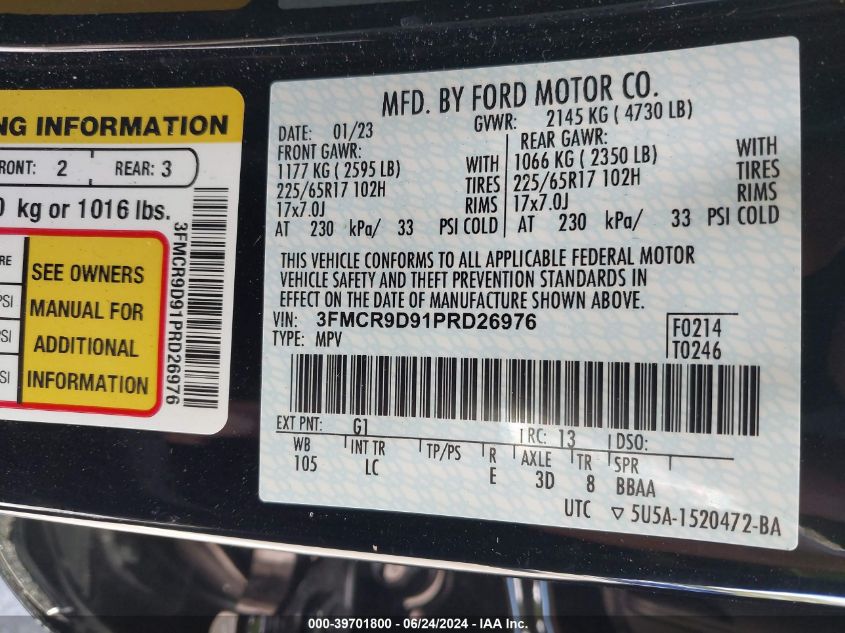 NG INFORMATION
FRONT: 2 REAR: 3
0 kg or 1016 lbs.
RE
PSI
PSI
SI
SEE OWNERS
MANUAL FOR
ADDITIONAL
INFORMATION
3FMCR9D91PRD26976
MFD. BY FORD MOTOR CO.
DATE: 01/23 GVWR: 2145 KG ( 4730 LB)
FRONT GAWR: REAR GAWR:
1177 KG ( 2595 LB) WITH 1066 KG ( 2350 LB) WITH
225/65R17 102H TIRES 225/65R17 102H TIRES
17x7.0J RIMS 17x7.0J RIMS
AT 230 kPa/ 33 PSI COLD AT 230 kPa/ 33 PSI COLD
THIS VEHICLE CONFORMS TO ALL APPLICABLE FEDERAL MOTOR
VEHICLE SAFETY AND THEFT PREVENTION STANDARDS IN
EFFECT ON THE DATE OF MANUFACTURE SHOWN ABOVE.
VIN: 3FMCR9D91PRD26976 F0214
TYPE: MPV T0246
EXT PNT: G1 RC: 13 DSO:
WB INT TR TP/PS R AXLE TR SPR
105 LC E 3D 8 BBAA
UTC ▽ 5U5A-1520472-BA
000-39701800 - 06/24/2024 - IAA Inc.